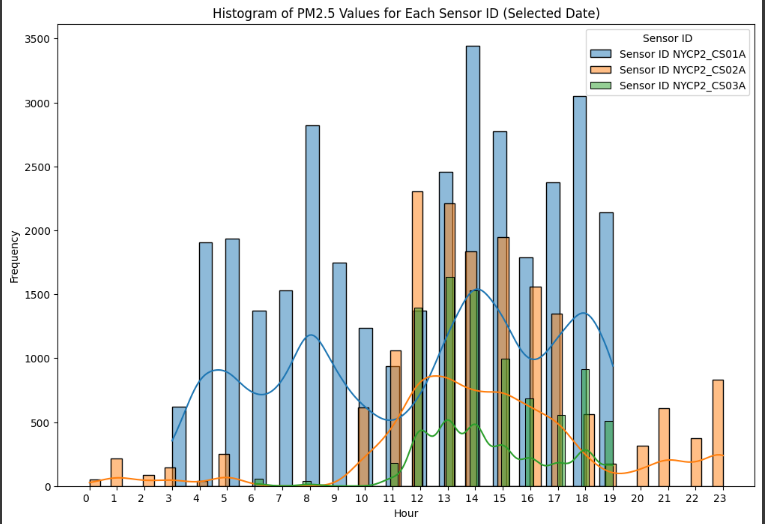 Histogram of PM2.5 Values for Each Sensor ID (Selected Date)
Sensor ID
Sensor ID NYCP2_CS01A
Sensor ID NYCP2_CS02A
Sensor ID NYCP2_CS03A
3500
3000
2500
2000
1500
1000
500
0
Frequency
0 1 2 3 4 5 6 7 8 9 10 11 12 13 14 15 16 17 18 19 20 21 22 23
Hour